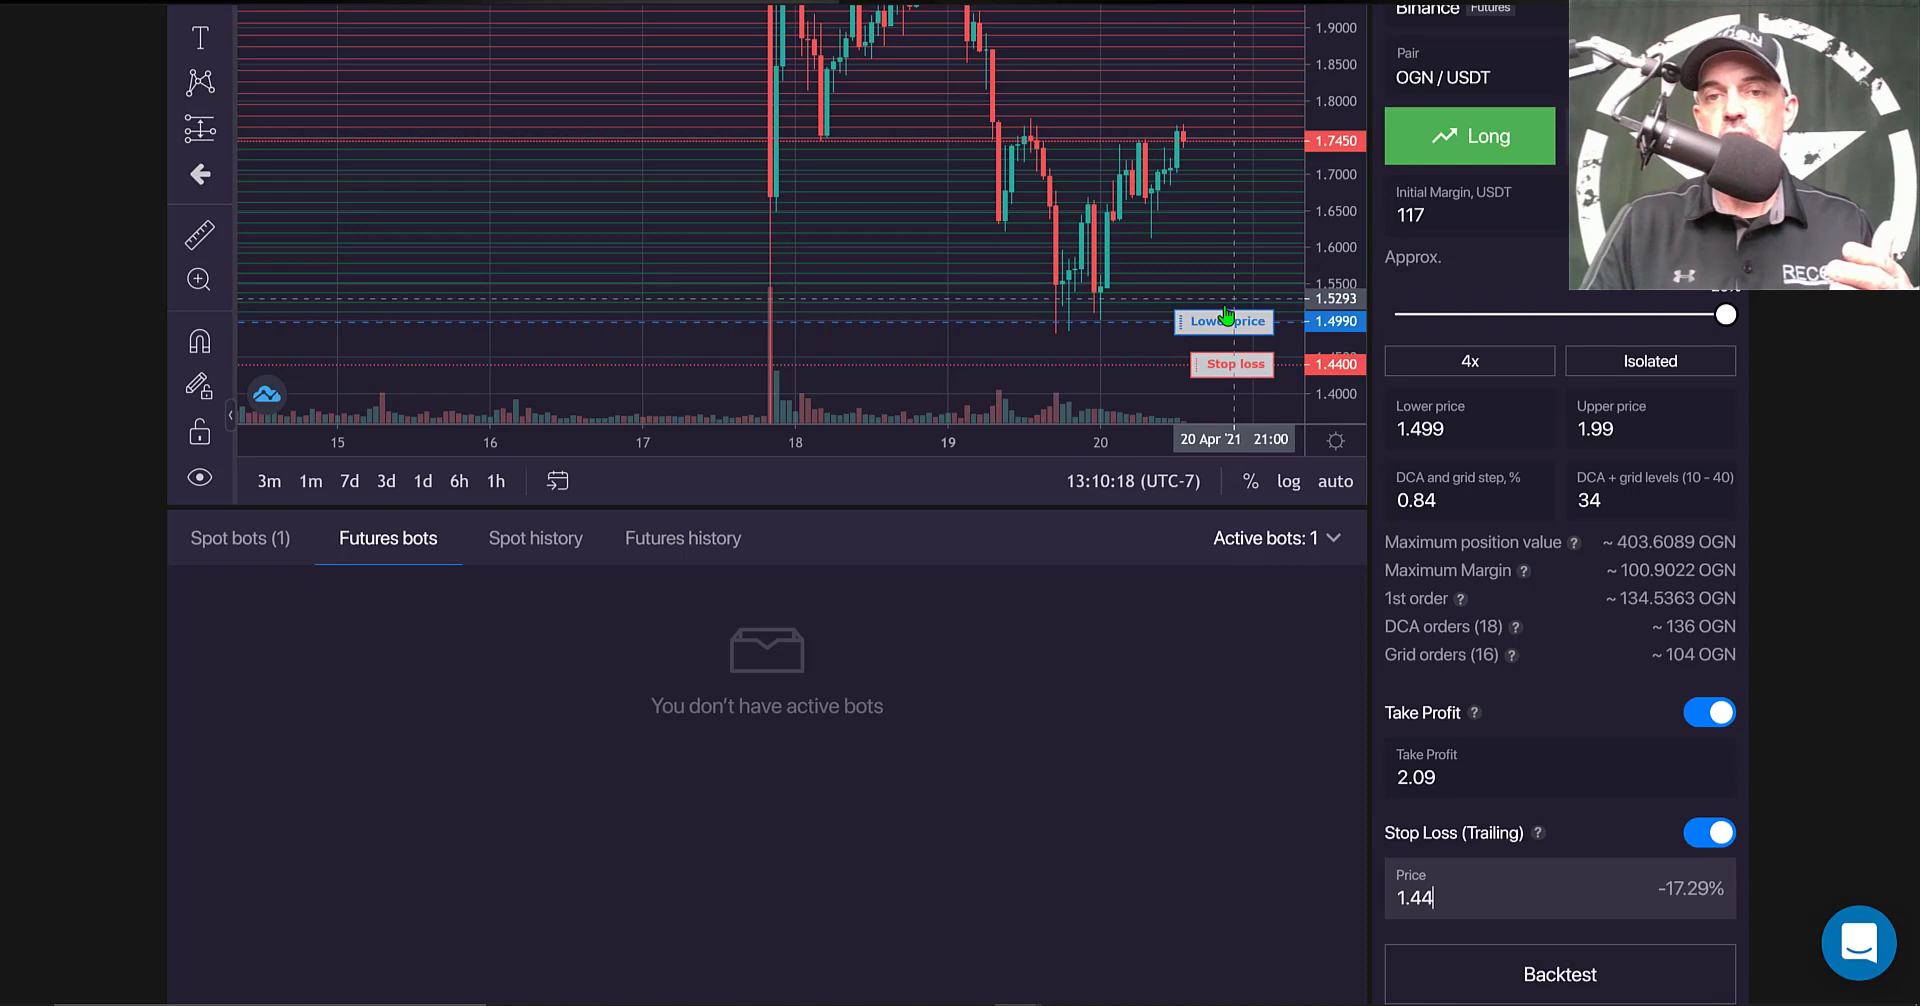 Binance Futures
1.9000
1.8500
1.8000
1.7450
1.7000
1.6500
1.6000
1.5500
1.5293
1.4990
1.4400
1.4000
Lower price
Stop loss
15 16 17 18 19 20 20 Apr '21 21:00
3m 1m 7d 3d 1d 6h 1h 13:10:18 (UTC-7) % log auto
Spot bots (1) Futures bots Spot history Futures history Active bots: 1
You don't have active bots
Pair
OGN / USDT
Long
Initial Margin, USDT
117
Approx.
4x Isolated
Lower price Upper price
1.499 1.99
DCA and grid step, % DCA + grid levels (10 - 40)
0.84 34
Maximum position value ? ~ 403.6089 OGN
Maximum Margin ? ~ 100.9022 OGN
1st order ? ~ 134.5363 OGN
DCA orders (18) ? ~ 136 OGN
Grid orders (16) ? ~ 104 OGN
Take Profit ?
Take Profit
2.09
Stop Loss (Trailing) ?
Price
1.44 -17.29%
Backtest